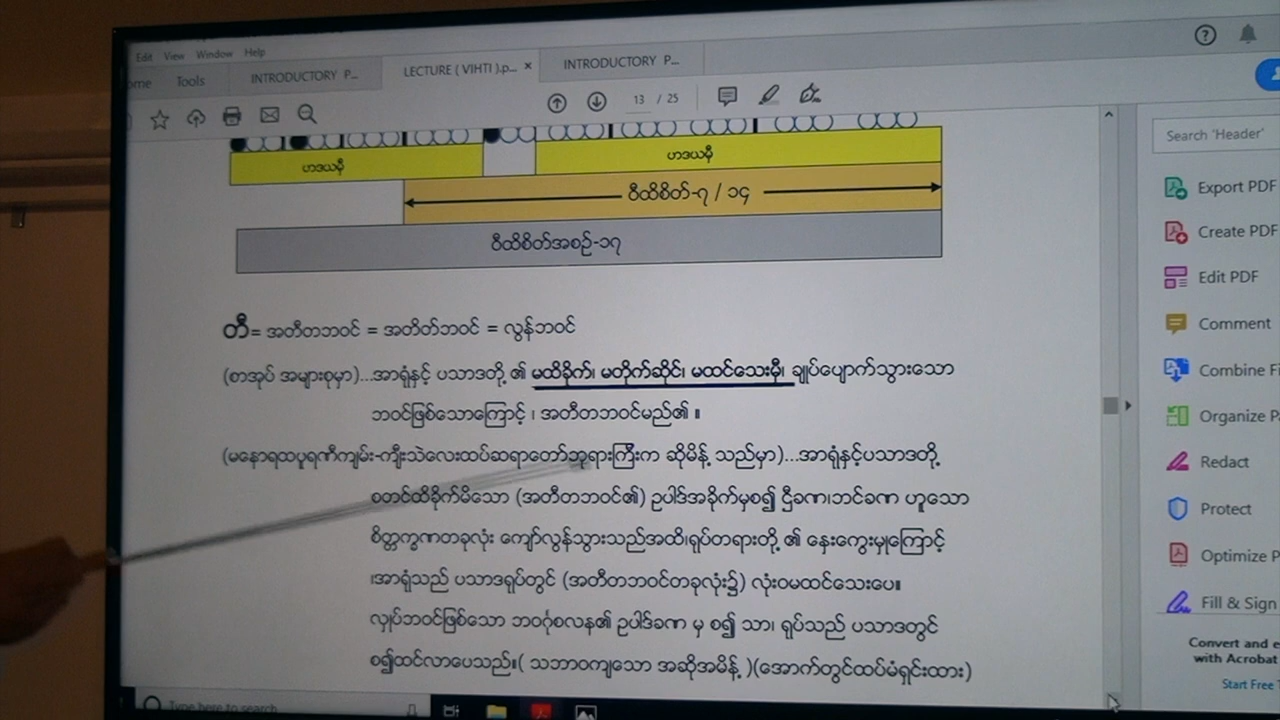 Edit View Window Help
ome Tools INTRODUCTORY P... LECTURE ( VIHTI ).p... × INTRODUCTORY P...
13 / 25
Search 'Header'
ဟဒယမှီ ဟဒယမှီ
ဝီထိစိတ်-၇ / ၁၄
ဝီထိစိတ်အစဉ်-၁၇
တီ= အတီတဘဝင် = အတိတ်ဘဝင် = လွန်ဘဝင်
(စာအုပ် အများစုမှာ)...အာရုံနှင့် ပသာဒတို့ ၏ မထိခိုက်၊ မတိုက်ဆိုင်၊ မထင်သေးမှီ၊ ချုပ်ပျောက်သွားသော
ဘဝင်ဖြစ်သောကြောင့် ၊ အတီတဘဝင်မည်၏ ။
(မနောရထပူရဏီကျမ်း-ကျီးသဲလေးထပ်ဆရာတော်ဘုရားကြီးက ဆိုမိန့် သည်မှာ)...အာရုံနှင့်ပသာဒတို့
စတင်ထိခိုက်မိသော (အတီတဘဝင်၏) ဥပါဒ်အခိုက်မှစ၍ ဌီခဏ၊ဘင်ခဏ ဟူသော
စိတ္တက္ခဏတခုလုံး ကျော်လွန်သွားသည်အထိ၊ရုပ်တရားတို့ ၏ နှေးကွေးမှုကြောင့်
၊အာရုံသည် ပသာဒရုပ်တွင် (အတီတဘဝင်တခုလုံး၌) လုံးဝမထင်သေးပေ။
လှုပ်ဘဝင်ဖြစ်သော ဘဝင်္ဂစလန၏ ဥပါဒ်ခဏ မှ စ၍ သာ၊ ရုပ်သည် ပသာဒတွင်
စ၍ထင်လာပေသည်။( သဘာဝကျသော အဆိုအမိန့် )(အောက်တွင်ထပ်မံရှင်းထား)
Export PDF
Create PDF
Edit PDF
Comment
Combine Fi
Organize P
Redact
Protect
Optimize P
Fill & Sign
Convert and e
with Acrobat
Start Free T
Type here to search